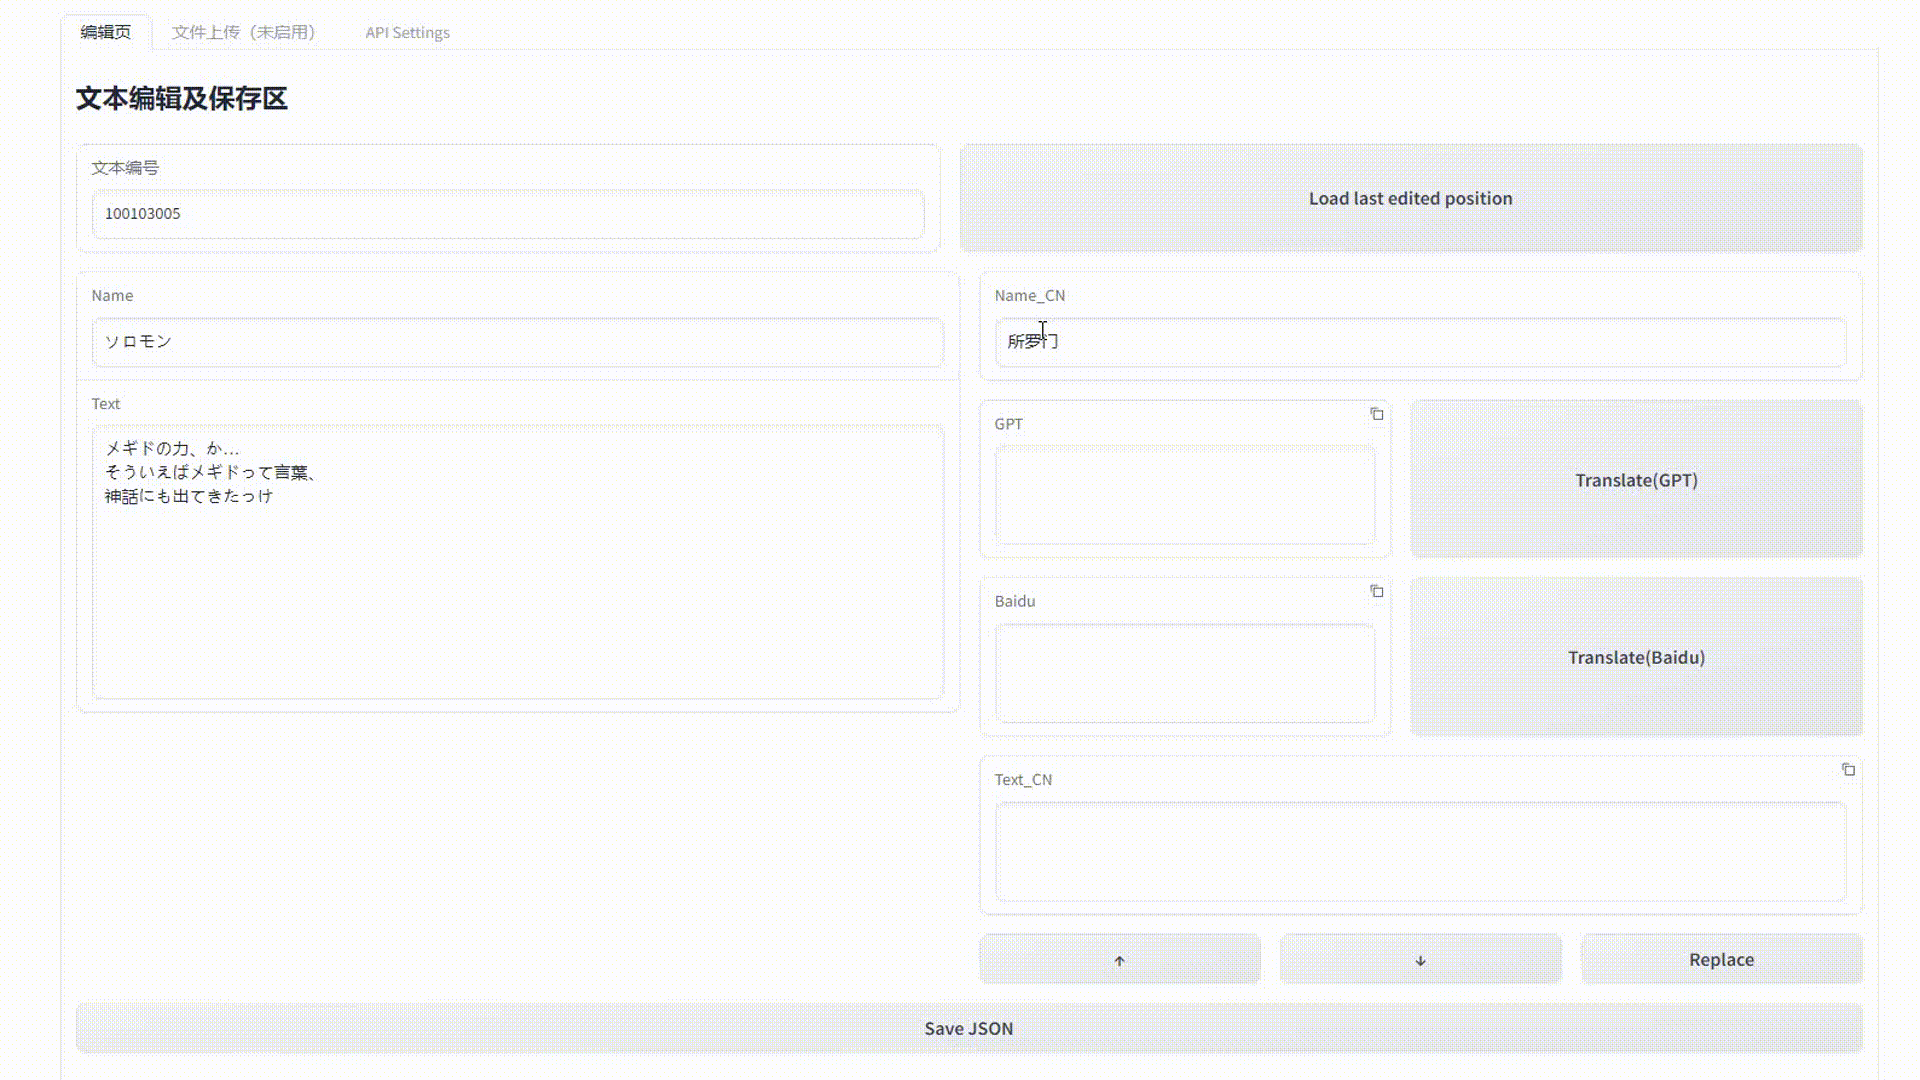 编辑页
文件上传（未启用）
API Settings
文本编辑及保存区
文本编号
100103005
Load last edited position
Name
ソロモン
Name_CN
所罗门
Text
メギドの力、か…
そういえばメギドって言葉、
神話にも出てきたっけ
GPT
Translate(GPT)
Baidu
Translate(Baidu)
Text_CN
↑
↓
Replace
Save JSON